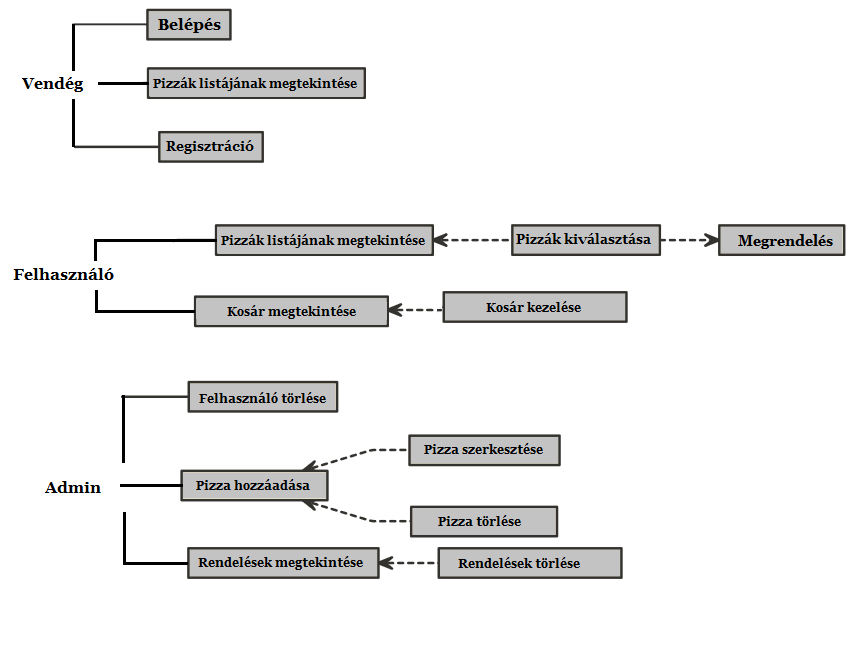 Belépés
Vendég
Pizzák listájának megtekintése
Regisztráció
Pizzák listájának megtekintése
Pizzák kiválasztása
Megrendelés
Felhasználó
Kosár megtekintése
Kosár kezelése
Felhasználó törlése
Pizza szerkesztése
Admin
Pizza hozzáadása
Pizza törlése
Rendelések megtekintése
Rendelések törlése